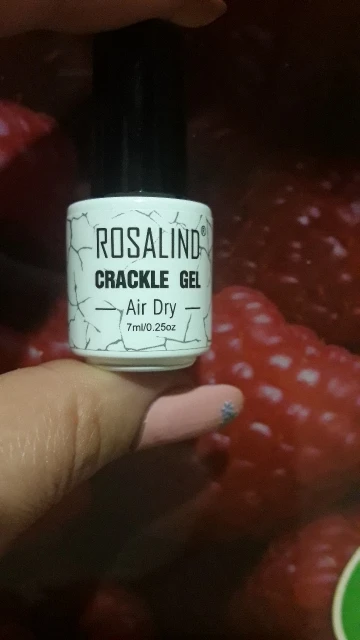 ROSALIND®
CRACKLE GEL
Air Dry
7ml/0.25oz